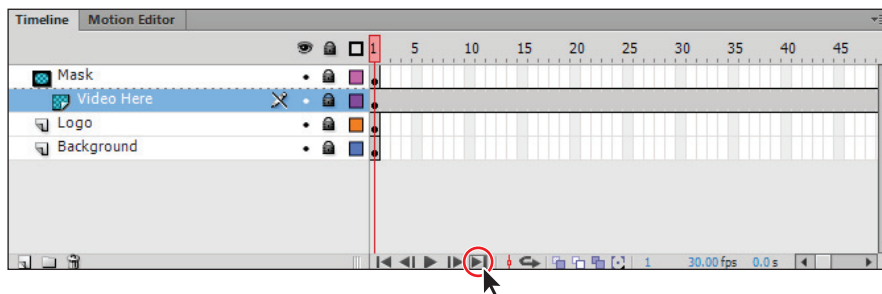 Timeline Motion Editor
1 5 10 15 20 25 30 35 40 45
Mask
Video Here
Logo
Background
1 30.00 fps 0.0 s